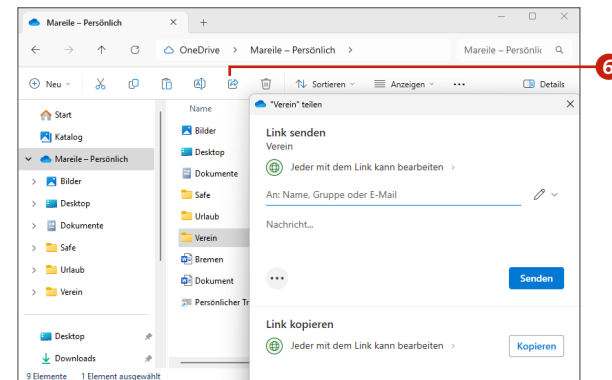 Mareile – Persönlich
OneDrive > Mareile – Persönlich >
Mareile – Persönlic
6
Neu
Sortieren
Anzeigen
Details
Start
Katalog
Mareile – Persönlich
Bilder
Desktop
Dokumente
Safe
Urlaub
Verein
Desktop
Downloads
Name
Bilder
Desktop
Dokumente
Safe
Urlaub
Verein
Bremen
Dokument
Persönlicher Tr
"Verein" teilen
Link senden
Verein
Jeder mit dem Link kann bearbeiten >
An: Name, Gruppe oder E-Mail
Nachricht...
Senden
Link kopieren
Jeder mit dem Link kann bearbeiten >
Kopieren
9 Elemente 1 Element ausgewählt